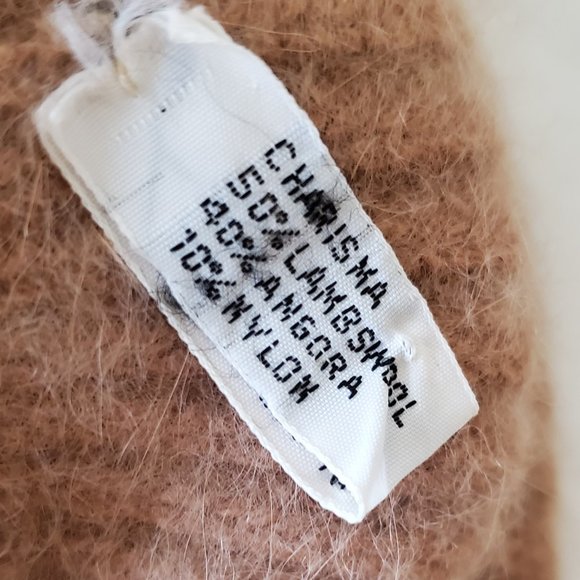 CHARISMA
50% LAMBSWOOL
40% ANGORA
10% NYLON